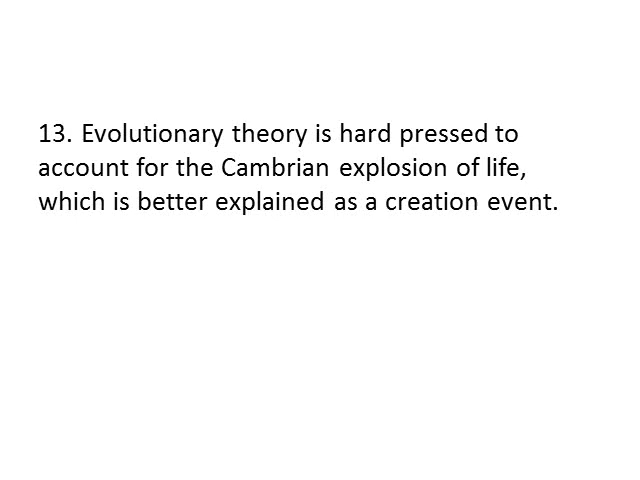 13. Evolutionary theory is hard pressed to
account for the Cambrian explosion of life,
which is better explained as a creation event.